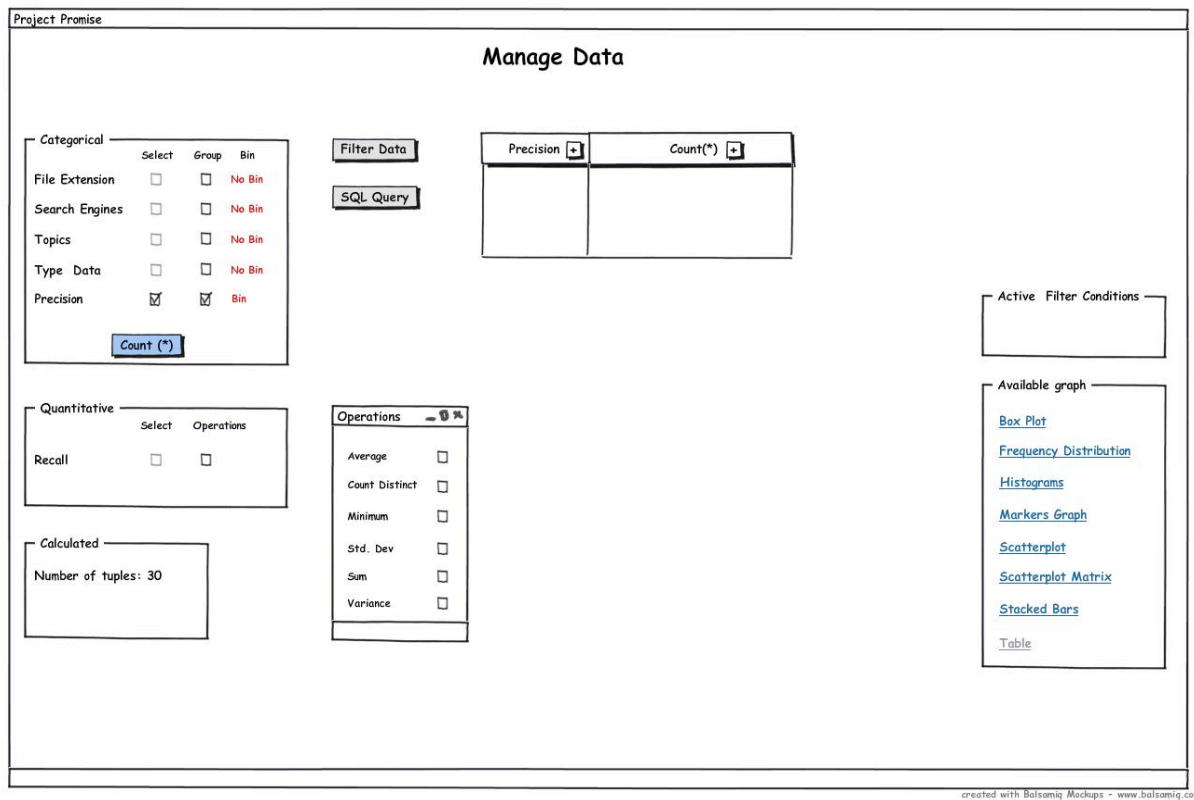 Project Promise
Manage Data
Categorical
Select Group Bin
File Extension No Bin
Search Engines No Bin
Topics No Bin
Type Data No Bin
Precision Bin
Count (*)
Filter Data
SQL Query
Precision + Count(*) +
Active Filter Conditions
Quantitative
Select Operations
Recall
Calculated
Number of tuples: 30
Operations
Average
Count Distinct
Minimum
Std. Dev
Sum
Variance
Available graph
Box Plot
Frequency Distribution
Histograms
Markers Graph
Scatterplot
Scatterplot Matrix
Stacked Bars
Table
created with Balsamiq Mockups - www.balsamiq.co